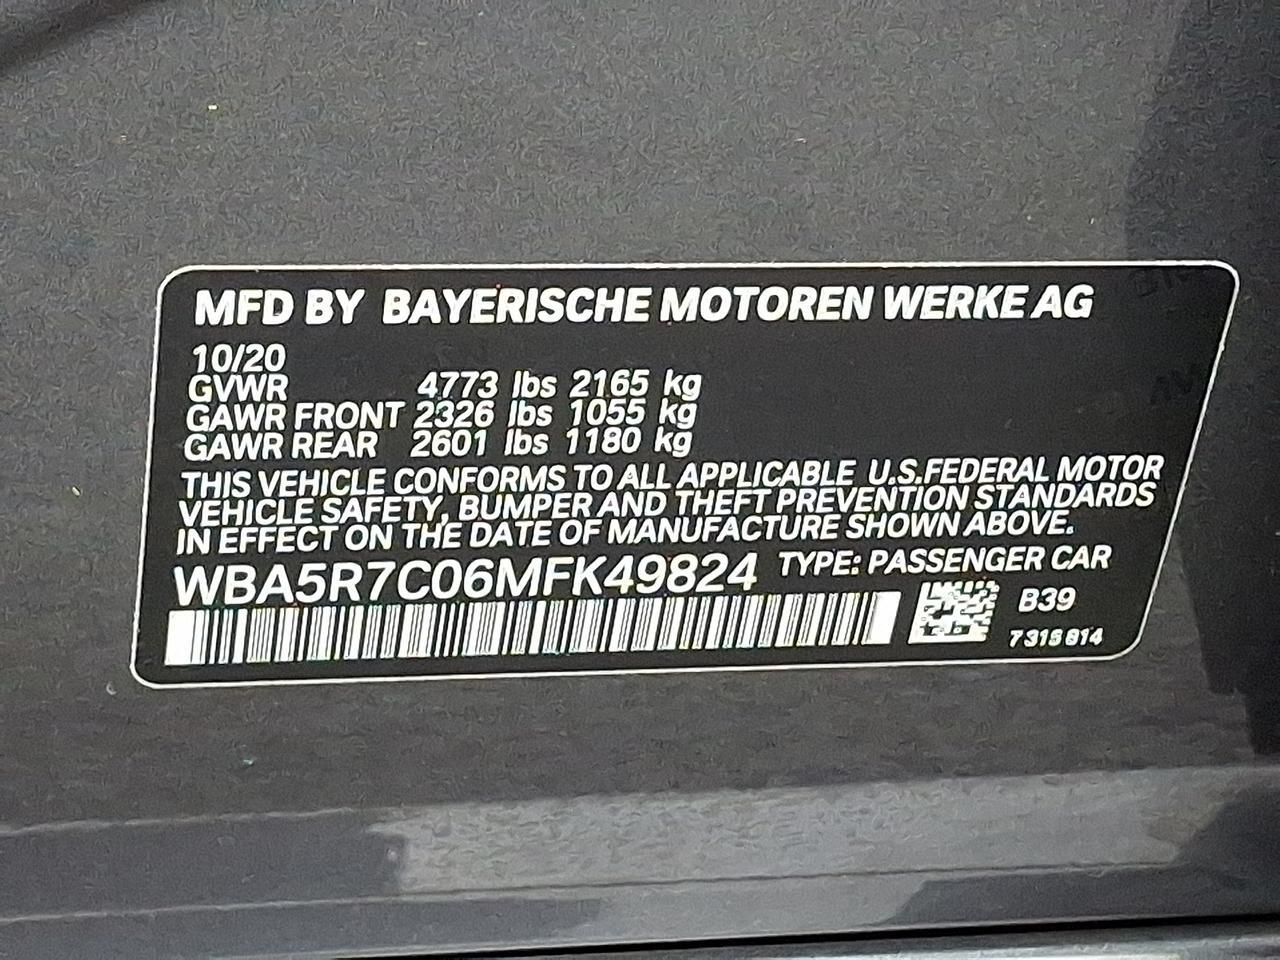 MFD BY BAYERISCHE MOTOREN WERKE AG
10/20
GVWR 4773 lbs 2165 kg
GAWR FRONT 2326 lbs 1055 kg
GAWR REAR 2601 lbs 1180 kg
THIS VEHICLE CONFORMS TO ALL APPLICABLE U.S.FEDERAL MOTOR
VEHICLE SAFETY, BUMPER AND THEFT PREVENTION STANDARDS
IN EFFECT ON THE DATE OF MANUFACTURE SHOWN ABOVE.
WBA5R7C06MFK49824 TYPE: PASSENGER CAR
B39